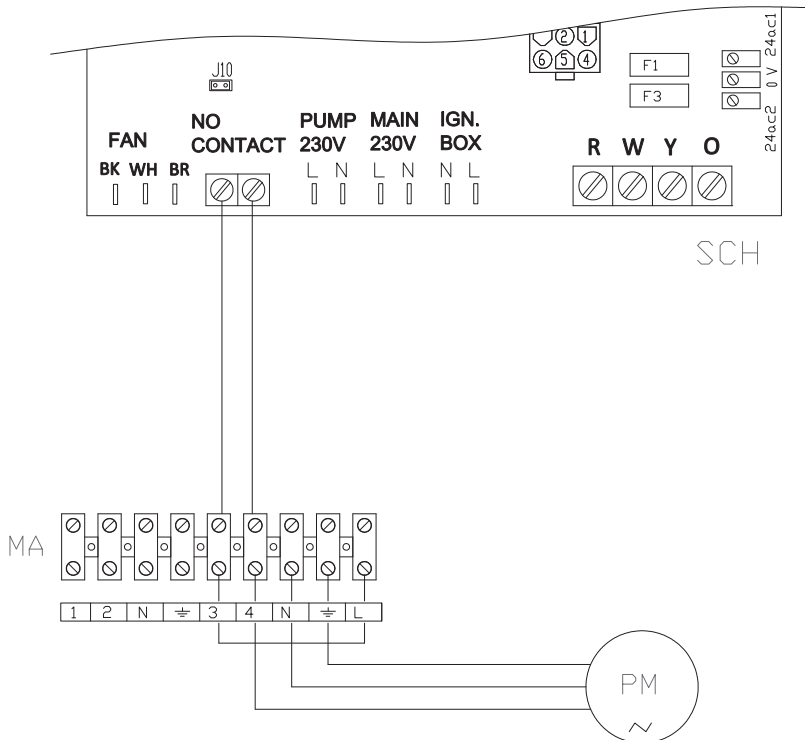 2 1
6 5 4
J10
F1
F3
24ac2 0 V 24ac1
FAN
BK WH BR
NO
CONTACT
PUMP
230V
L N
MAIN
230V
L N
IGN.
BOX
N L
R W Y O
SCH
MA
1 2 N ⏚ 3 4 N ⏚ L
PM
~